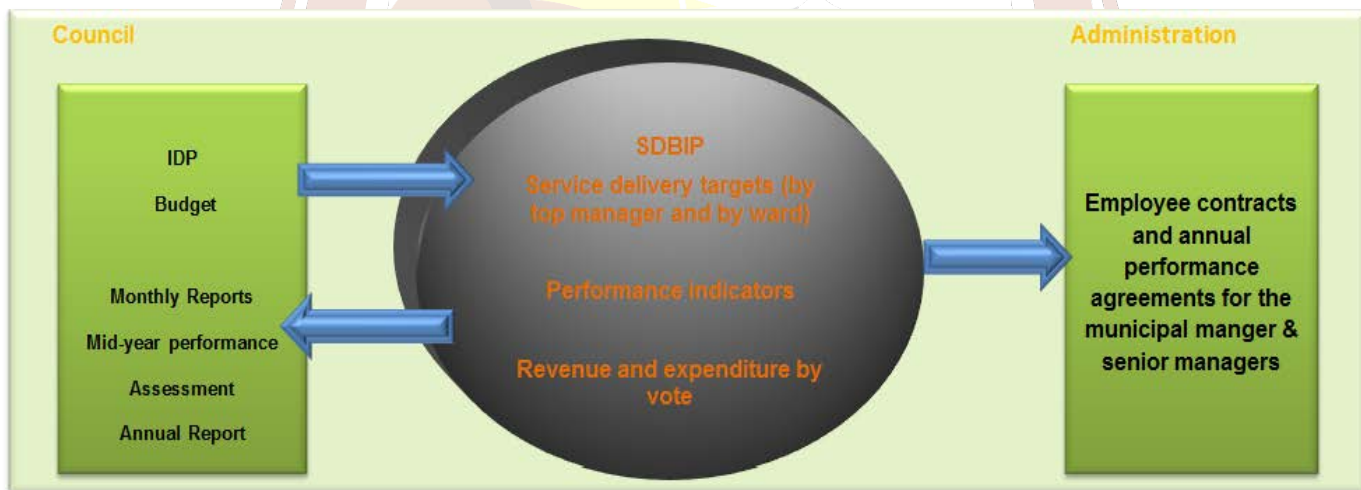 Council
Administration
IDP
Budget
Monthly Reports
Mid-year performance
Assessment
Annual Report
SDBIP
Service delivery targets (by
top manager and by ward)
Performance indicators
Revenue and expenditure by
vote
Employee contracts
and annual
performance
agreements for the
municipal manger &
senior managers